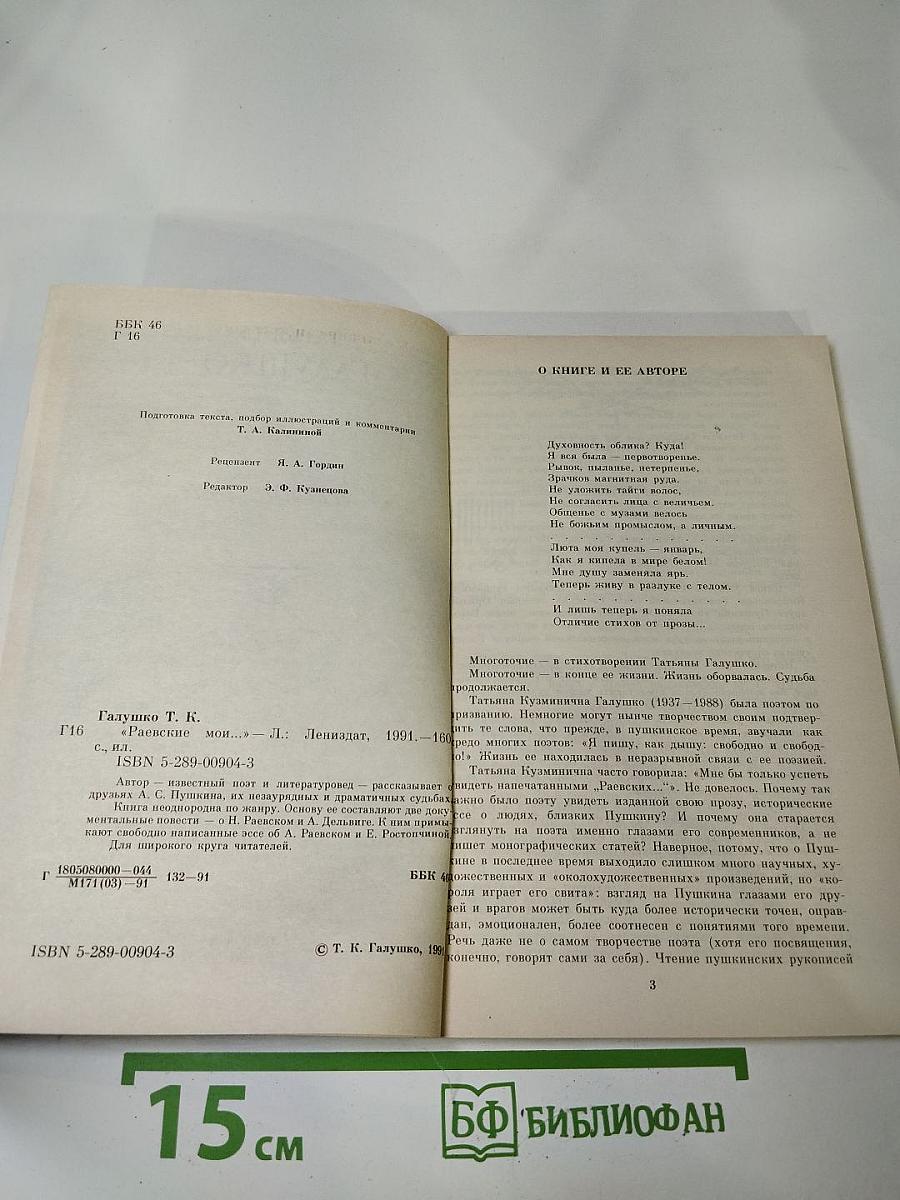 ББК 46
Г 16
Подготовка текста, подбор иллюстраций и комментарии
Т. А. Калининой
Рецензент Я. А. Гордин
Редактор Э. Ф. Кузнецова
Галушко Т. К.
Г16 «Раевские мои...» — Л.: Лениздат, 1991.—160
с., ил.
ISBN 5-289-00904-3
Автор — известный поэт и литературовед — рассказывает о
друзьях А. С. Пушкина, их незаурядных и драматичных судьбах.
Книга неоднородна по жанру. Основу ее составляют две доку-
ментальные повести — о Н. Раевском и А. Дельвиге. К ним примы-
кают свободно написанные эссе об А. Раевском и Е. Ростопчиной.
Для широкого круга читателей.
Г 1805080000—044
М171(03)—91 132—91 ББК 46
ISBN 5-289-00904-3
© Т. К. Галушко, 1991
О КНИГЕ И ЕЕ АВТОРЕ
Духовность облика? Куда!
Я вся была — первотворенье.
Рывок, пыланье, нетерпенье,
Зрачков магнитная руда.
Не уложить тайги волос,
Не согласить лица с величьем.
Общенье с музами велось
Не божьим промыслом, а личным.
. . . . . . . . . . . . .
Люта моя купель — январь,
Как я кипела в мире белом!
Мне душу заменяла ярь.
Теперь живу в разлуке с телом.
. . . . . . . . . . . . .
И лишь теперь я поняла
Отличие стихов от прозы...
Многоточие — в стихотворении Татьяны Галушко.
Многоточие — в конце ее жизни. Жизнь оборвалась. Судьба
продолжается.
Татьяна Кузминична Галушко (1937—1988) была поэтом по
призванию. Немногие могут нынче творчеством своим подтвер-
дить те слова, что прежде, в пушкинское время, звучали как
кредо многих поэтов: «Я пишу, как дышу: свободно и свобод-
но!» Жизнь ее находилась в неразрывной связи с ее поэзией.
Татьяна Кузминична часто говорила: «Мне бы только успеть
увидеть напечатанными „Раевских...“». Не довелось. Почему так
важно было поэту увидеть изданной свою прозу, исторические
эссе о людях, близких Пушкину? И почему она старается
взглянуть на поэта именно глазами его современников, а не
пишет монографических статей? Наверное, потому, что о Пуш-
кине в последнее время выходило слишком много научных, ху-
дожественных и «околохудожественных» произведений, но «ко-
роля играет его свита»: взгляд на Пушкина глазами его дру-
зей и врагов может быть куда более исторически точен, оправ-
дан, эмоционален, более соотнесен с понятиями того времени.
Речь даже не о самом творчестве поэта (хотя его посвящения,
конечно, говорят сами за себя). Чтение пушкинских рукописей
3
15 см
БФ БИБЛИОФАН